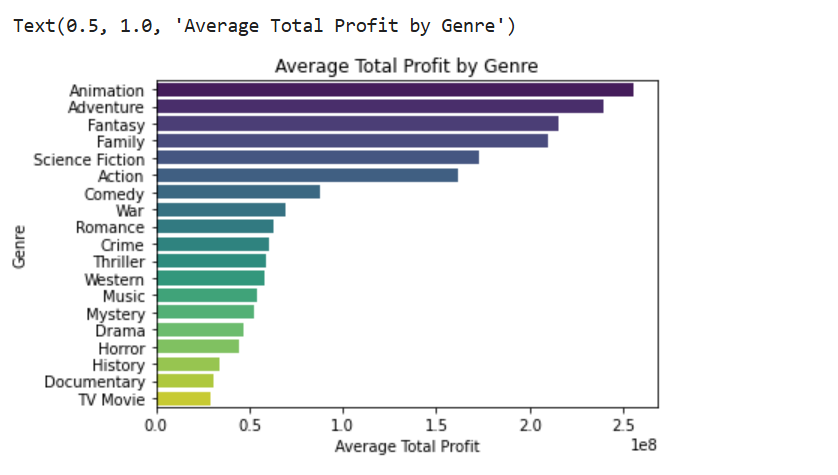 Text(0.5, 1.0, 'Average Total Profit by Genre')
Average Total Profit by Genre
Genre
Animation
Adventure
Fantasy
Family
Science Fiction
Action
Comedy
War
Romance
Crime
Thriller
Western
Music
Mystery
Drama
Horror
History
Documentary
TV Movie
0.0 0.5 1.0 1.5 2.0 2.5
1e8
Average Total Profit